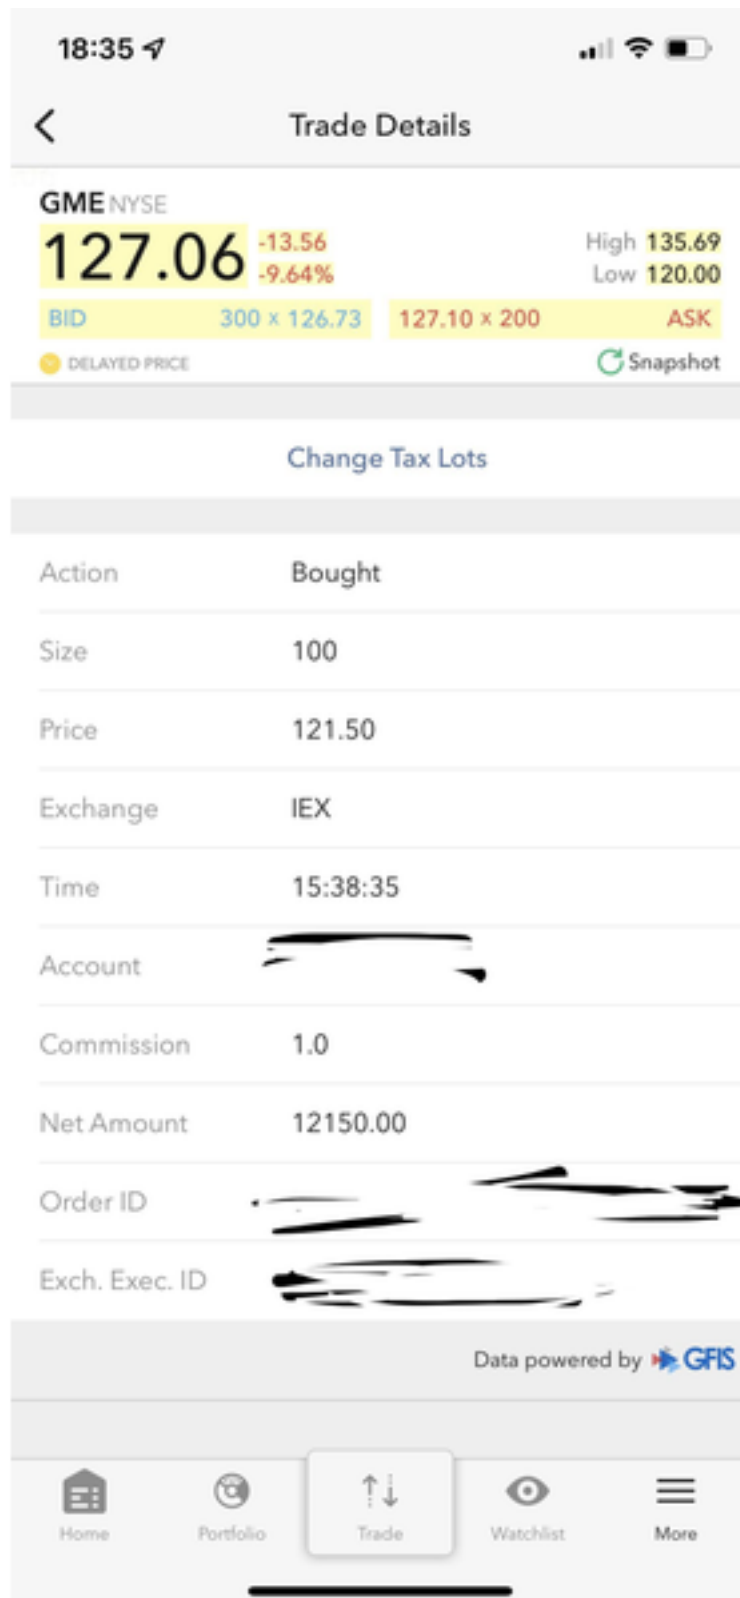 18:35
Trade Details
GME NYSE
127.06 -13.56 High 135.69
-9.64% Low 120.00
BID 300 × 126.73 127.10 × 200 ASK
DELAYED PRICE Snapshot
Change Tax Lots
Action Bought
Size 100
Price 121.50
Exchange IEX
Time 15:38:35
Account
Commission 1.0
Net Amount 12150.00
Order ID
Exch. Exec. ID
Data powered by GFIS
Home Portfolio Trade Watchlist More